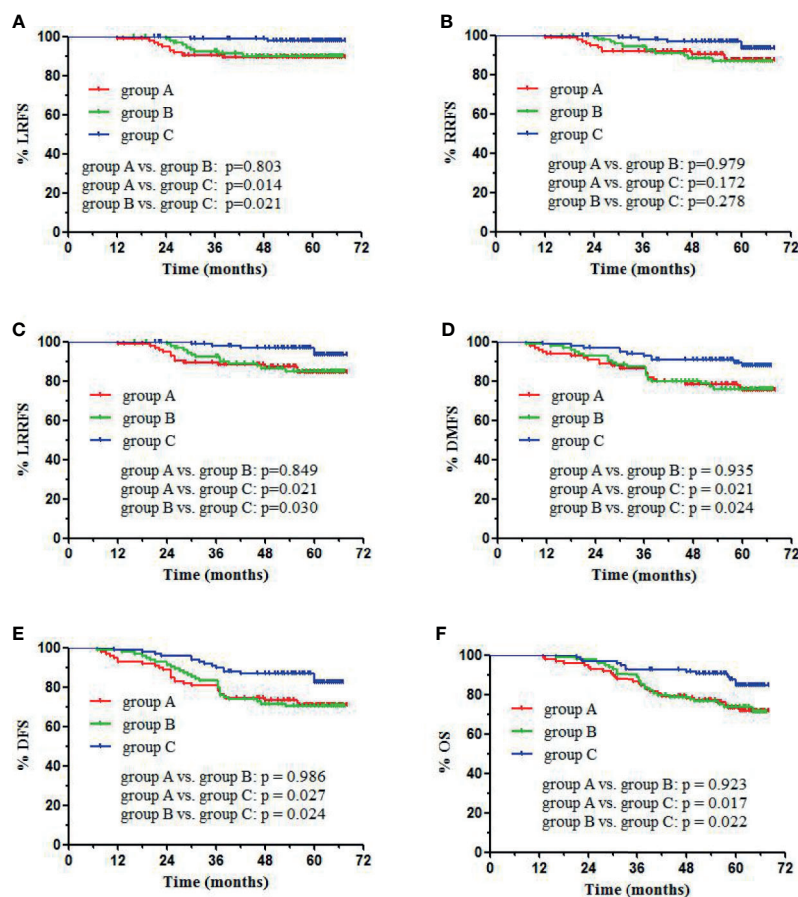 A
% LRFS
100
80
60
40
20
0
group A
group B
group C
group A vs. group B: p=0.803
group A vs. group C: p=0.014
group B vs. group C: p=0.021
0 12 24 36 48 60 72
Time (months)
B
% RRFS
100
80
60
40
20
0
group A
group B
group C
group A vs. group B: p=0.979
group A vs. group C: p=0.172
group B vs. group C: p=0.278
0 12 24 36 48 60 72
Time (months)
C
% LRRFS
100
80
60
40
20
0
group A
group B
group C
group A vs. group B: p=0.849
group A vs. group C: p=0.021
group B vs. group C: p=0.030
0 12 24 36 48 60 72
Time (months)
D
% DMFS
100
80
60
40
20
0
group A
group B
group C
group A vs. group B: p = 0.935
group A vs. group C: p = 0.021
group B vs. group C: p = 0.024
0 12 24 36 48 60 72
Time (months)
E
% DFS
100
80
60
40
20
0
group A
group B
group C
group A vs. group B: p = 0.986
group A vs. group C: p = 0.027
group B vs. group C: p = 0.024
0 12 24 36 48 60 72
Time (months)
F
% OS
100
80
60
40
20
0
group A
group B
group C
group A vs. group B: p = 0.923
group A vs. group C: p = 0.017
group B vs. group C: p = 0.022
0 12 24 36 48 60 72
Time (months)